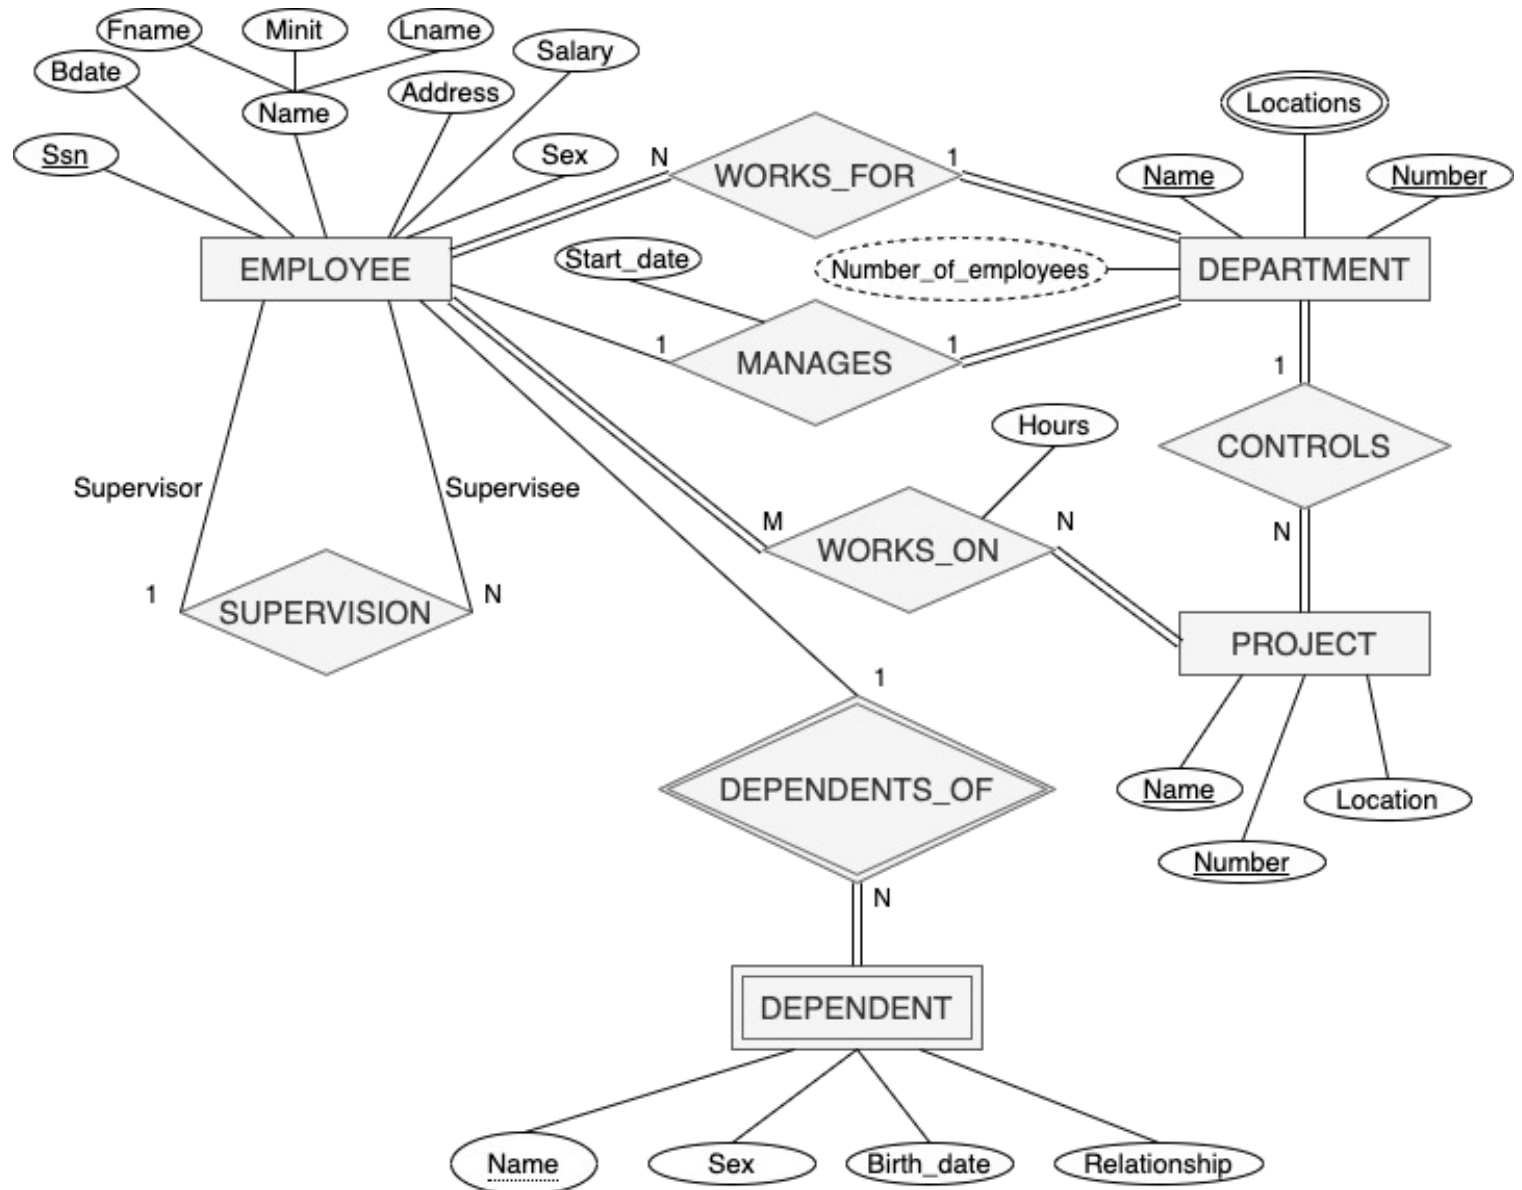 Fname
Minit
Lname
Salary
Bdate
Address
Name
Locations
Ssn
Sex
N
WORKS_FOR
1
Name
Number
EMPLOYEE
Start_date
Number_of_employees
DEPARTMENT
1
MANAGES
1
1
Hours
CONTROLS
Supervisor
Supervisee
M
WORKS_ON
N
N
1
SUPERVISION
N
PROJECT
1
DEPENDENTS_OF
Name
Location
Number
N
DEPENDENT
Name
Sex
Birth_date
Relationship